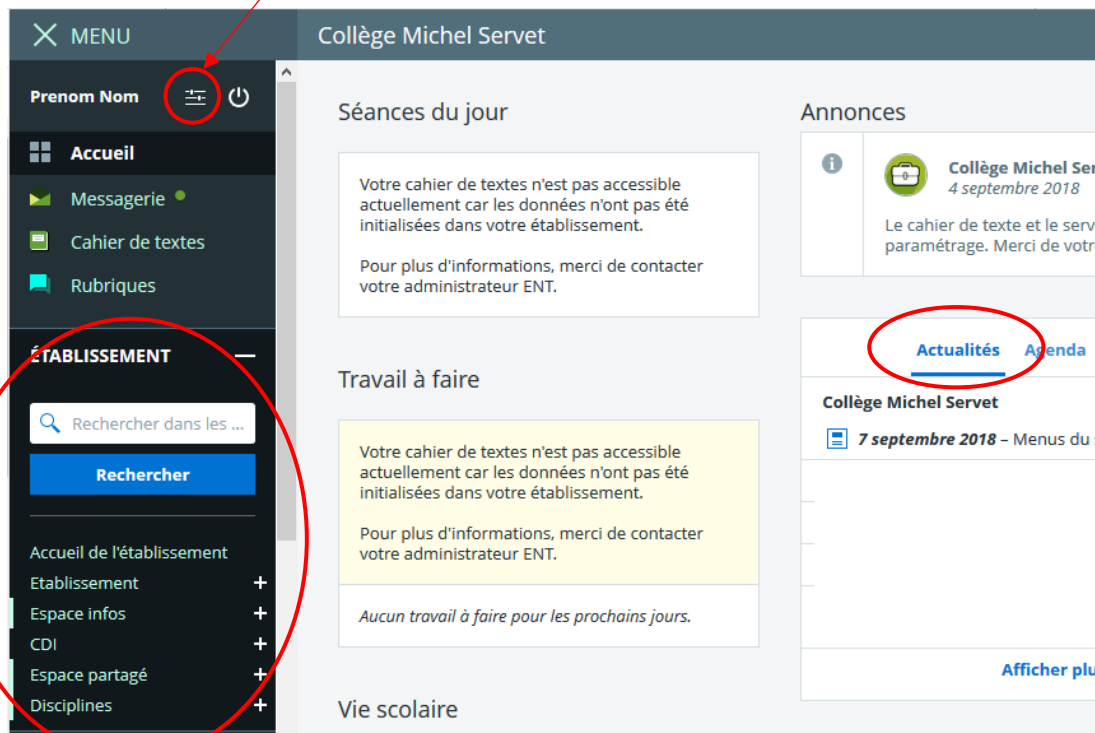 MENU
Collège Michel Servet
Prenom Nom
Accueil
Messagerie
Cahier de textes
Rubriques
ÉTABLISSEMENT
Rechercher dans les ...
Rechercher
Accueil de l'établissement
Etablissement +
Espace infos +
CDI +
Espace partagé +
Disciplines +
Séances du jour
Votre cahier de textes n'est pas accessible
actuellement car les données n'ont pas été
initialisées dans votre établissement.
Pour plus d'informations, merci de contacter
votre administrateur ENT.
Travail à faire
Votre cahier de textes n'est pas accessible
actuellement car les données n'ont pas été
initialisées dans votre établissement.
Pour plus d'informations, merci de contacter
votre administrateur ENT.
Aucun travail à faire pour les prochains jours.
Vie scolaire
Annonces
Collège Michel Ser
4 septembre 2018
Le cahier de texte et le serv
paramétrage. Merci de votr
Actualités Agenda
Collège Michel Servet
7 septembre 2018 – Menus du
Afficher plu